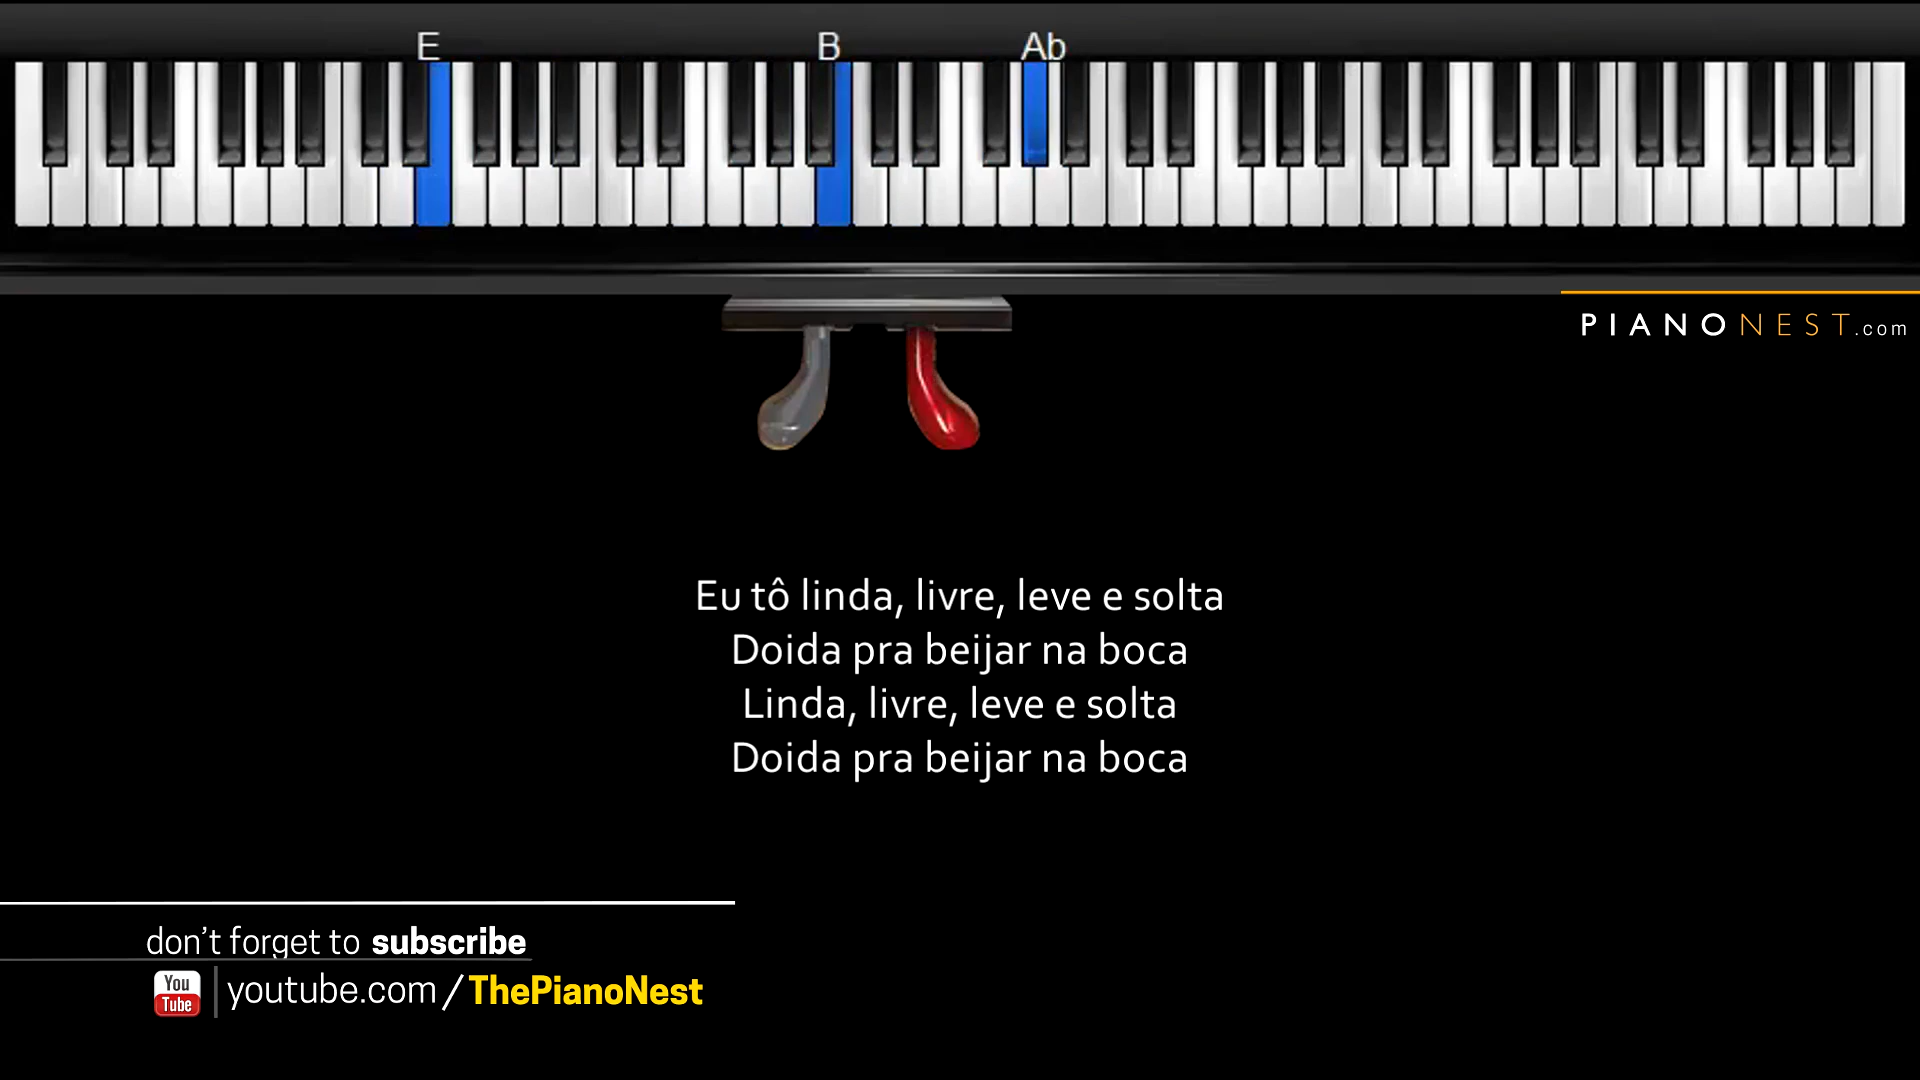 E B Ab
PIANONEST.com
Eu tô linda, livre, leve e solta
Doida pra beijar na boca
Linda, livre, leve e solta
Doida pra beijar na boca
don't forget to subscribe
You Tube youtube.com/ThePianoNest